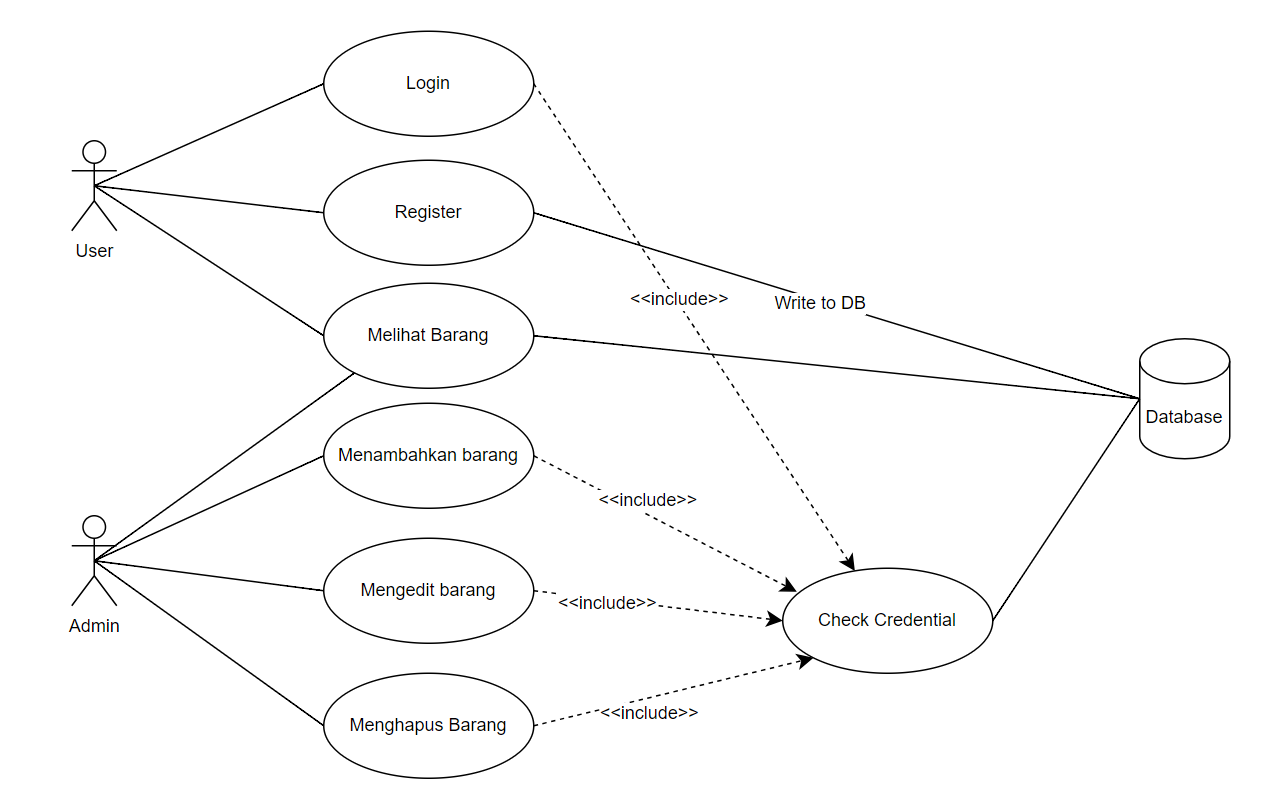 Login
User
Register
<<include>>
Write to DB
Melihat Barang
Database
Menambahkan barang
<<include>>
Admin
Mengedit barang
<<include>>
Check Credential
Menghapus Barang
<<include>>